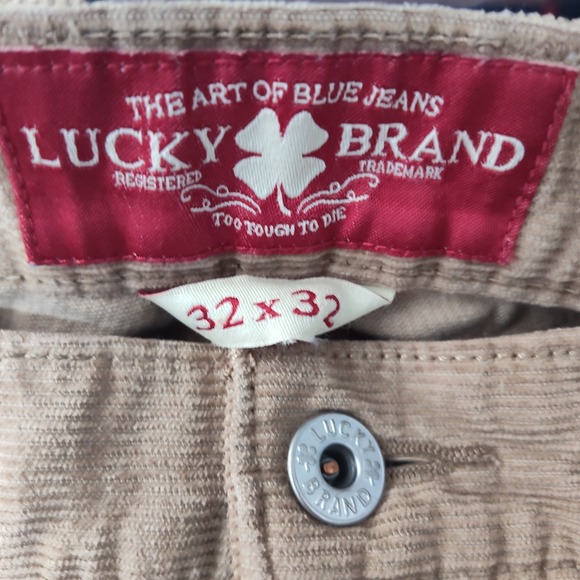 THE ART OF BLUE JEANS
LUCKY BRAND
REGISTERED TRADEMARK
TOO TOUGH TO DIE
32 x 32
LUCKY
BRAND